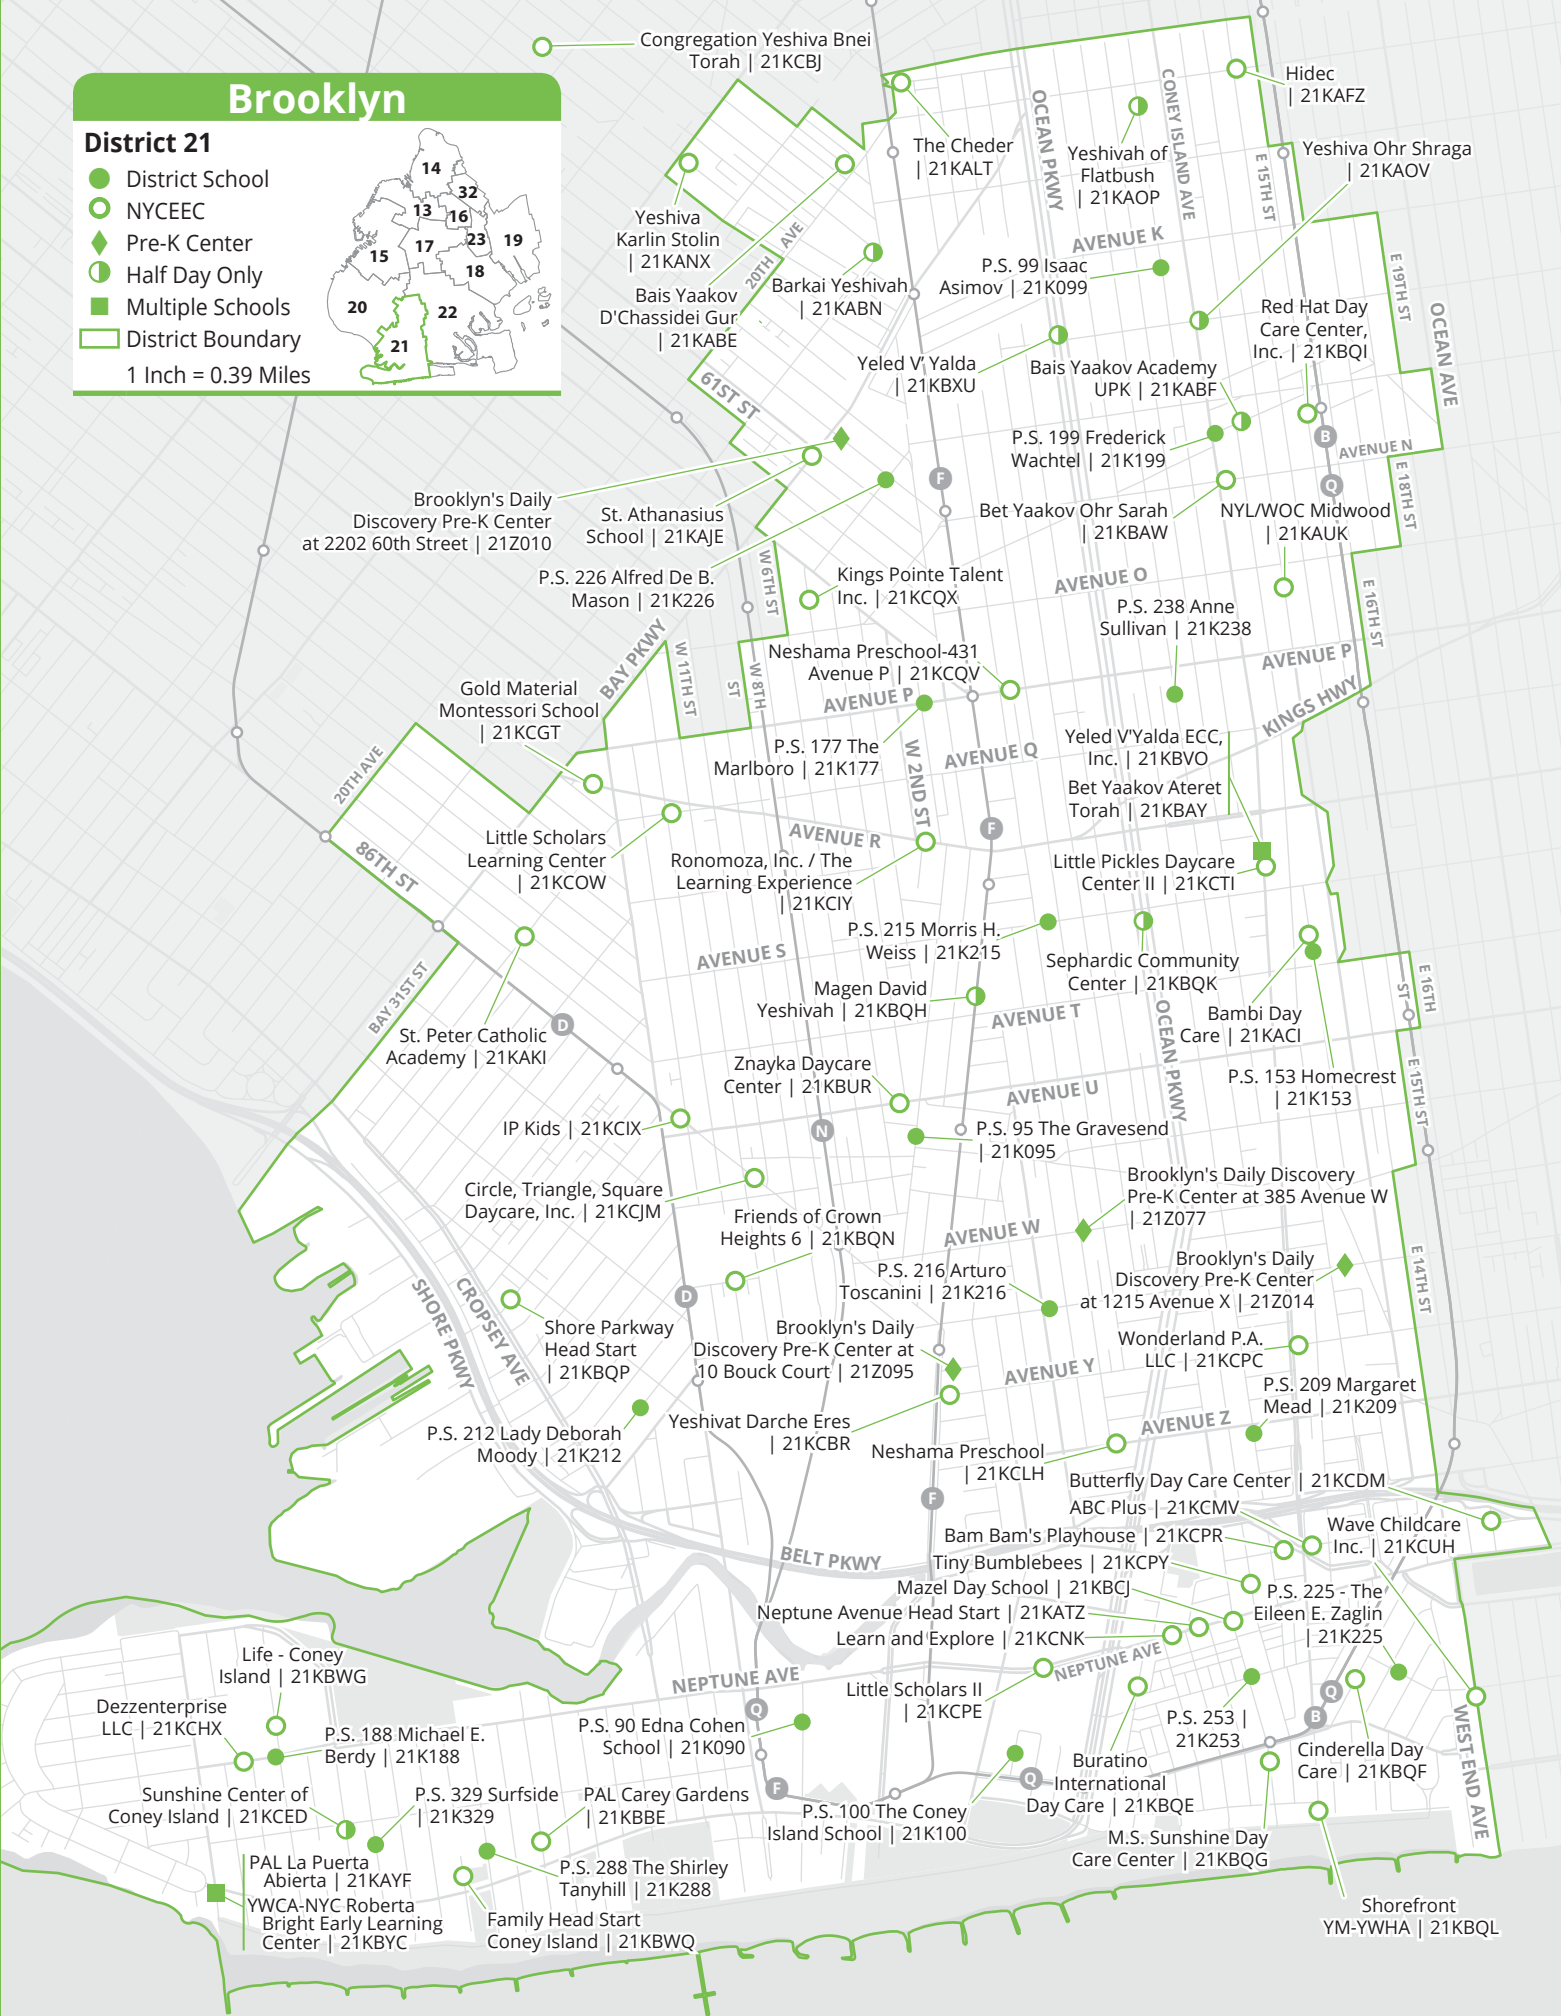 Brooklyn
District 21
District School
NYCEEC
Pre-K Center
Half Day Only
Multiple Schools
District Boundary
1 Inch = 0.39 Miles
14
32
13
16
23
19
17
15
18
20
22
21
Congregation Yeshiva Bnei
Torah | 21KCBJ
Hidec
| 21KAFZ
The Cheder
| 21KALT
Yeshivah of
Flatbush
| 21KAOP
Yeshiva Ohr Shraga
| 21KAOV
OCEAN PKWY
CONEY ISLAND AVE
E 15TH ST
Yeshiva
Karlin Stolin
| 21KANX
20TH AVE
AVENUE K
Barkai Yeshivah
| 21KABN
P.S. 99 Isaac
Asimov | 21K099
Bais Yaakov
D'Chassidei Gur
| 21KABE
E 19TH ST
Red Hat Day
Care Center,
Inc. | 21KBQI
OCEAN AVE
Yeled V' Yalda
| 21KBXU
Bais Yaakov Academy
UPK | 21KABF
61ST ST
P.S. 199 Frederick
Wachtel | 21K199
B
AVENUE N
F
Q
E 18TH ST
Brooklyn's Daily
Discovery Pre-K Center
at 2202 60th Street | 21Z010
St. Athanasius
School | 21KAJE
Bet Yaakov Ohr Sarah
| 21KBAW
NYL/WOC Midwood
| 21KAUK
P.S. 226 Alfred De B.
Mason | 21K226
W 6TH ST
Kings Pointe Talent
Inc. | 21KCQX
AVENUE O
P.S. 238 Anne
Sullivan | 21K238
E 16TH ST
BAY PKWY
W 11TH ST
W 8TH
ST
Neshama Preschool-431
Avenue P | 21KCQV
AVENUE P
AVENUE P
KINGS HWY
Gold Material
Montessori School
| 21KCGT
P.S. 177 The
Marlboro | 21K177
W 2ND ST
AVENUE Q
Yeled V'Yalda ECC,
Inc. | 21KBVO
Bet Yaakov Ateret
Torah | 21KBAY
20TH AVE
86TH ST
AVENUE R
F
Little Scholars
Learning Center
| 21KCOW
Ronomoza, Inc. / The
Learning Experience
| 21KCIY
Little Pickles Daycare
Center II | 21KCTI
P.S. 215 Morris H.
Weiss | 21K215
AVENUE S
Sephardic Community
Center | 21KBQK
BAY 31ST ST
E 16TH
ST
Magen David
Yeshivah | 21KBQH
AVENUE T
OCEAN PKWY
Bambi Day
Care | 21KACI
D
St. Peter Catholic
Academy | 21KAKI
Znayka Daycare
Center | 21KBUR
P.S. 153 Homecrest
| 21K153
AVENUE U
E 15TH ST
IP Kids | 21KCIX
N
P.S. 95 The Gravesend
| 21K095
Circle, Triangle, Square
Daycare, Inc. | 21KCJM
Brooklyn's Daily Discovery
Pre-K Center at 385 Avenue W
| 21Z077
Friends of Crown
Heights 6 | 21KBQN
AVENUE W
P.S. 216 Arturo
Toscanini | 21K216
Brooklyn's Daily
Discovery Pre-K Center
at 1215 Avenue X | 21Z014
E 14TH ST
SHORE PKWY
CROPSEY AVE
D
Shore Parkway
Head Start
| 21KBQP
Brooklyn's Daily
Discovery Pre-K Center at
10 Bouck Court | 21Z095
Wonderland P.A.
LLC | 21KCPC
AVENUE Y
P.S. 209 Margaret
Mead | 21K209
P.S. 212 Lady Deborah
Moody | 21K212
Yeshivat Darche Eres
| 21KCBR
AVENUE Z
Neshama Preschool
| 21KCLH
Butterfly Day Care Center | 21KCDM
F
ABC Plus | 21KCMV
Bam Bam's Playhouse | 21KCPR
Wave Childcare
Inc. | 21KCUH
BELT PKWY
Tiny Bumblebees | 21KCPY
Mazel Day School | 21KBCJ
Neptune Avenue Head Start | 21KATZ
Learn and Explore | 21KCNK
P.S. 225 - The
Eileen E. Zaglin
| 21K225
NEPTUNE AVE
NEPTUNE AVE
Life - Coney
Island | 21KBWG
Little Scholars II
| 21KCPE
Dezzenterprise
LLC | 21KCHX
P.S. 188 Michael E.
Berdy | 21K188
P.S. 90 Edna Cohen
School | 21K090
Q
P.S. 253 |
21K253
Q
B
WEST END AVE
Cinderella Day
Care | 21KBQF
Buratino
International
Day Care | 21KBQE
Sunshine Center of
Coney Island | 21KCED
P.S. 329 Surfside
| 21K329
PAL Carey Gardens
| 21KBBE
F
Q
P.S. 100 The Coney
Island School | 21K100
M.S. Sunshine Day
Care Center | 21KBQG
PAL La Puerta
Abierta | 21KAYF
YWCA-NYC Roberta
Bright Early Learning
Center | 21KBYC
P.S. 288 The Shirley
Tanyhill | 21K288
Family Head Start
Coney Island | 21KBWQ
Shorefront
YM-YWHA | 21KBQL